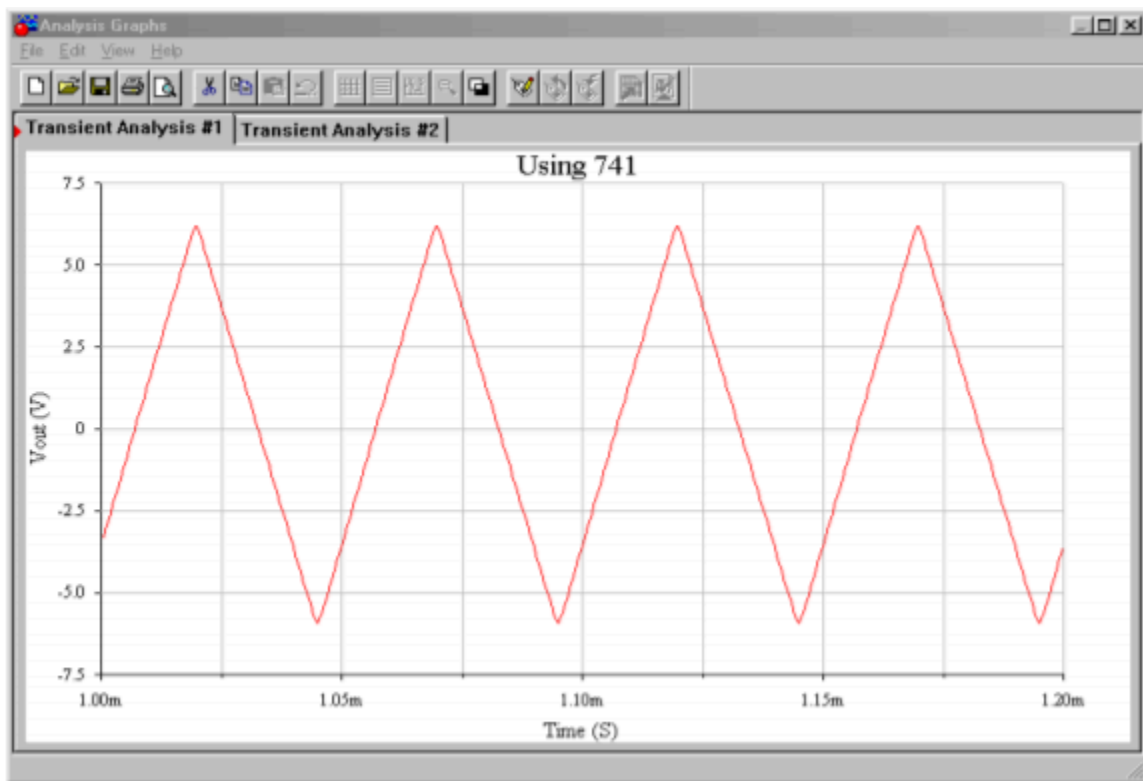 Analysis Graphs
File Edit View Help
Transient Analysis #1 Transient Analysis #2
Using 741
7.5
5.0
2.5
0
-2.5
-5.0
-7.5
Vout (V)
1.00m 1.05m 1.10m 1.15m 1.20m
Time (S)